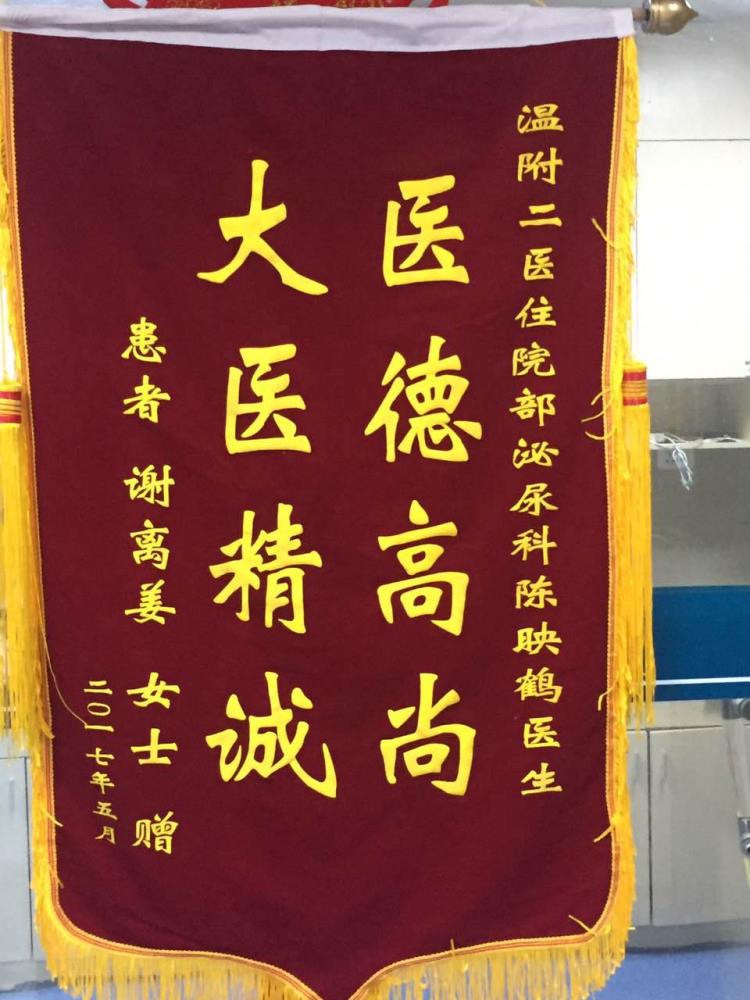 温附二医住院部泌尿科陈映鹤医生
医德高尚
大医精诚
患者 谢离姜 女士 赠
二〇一七年五月